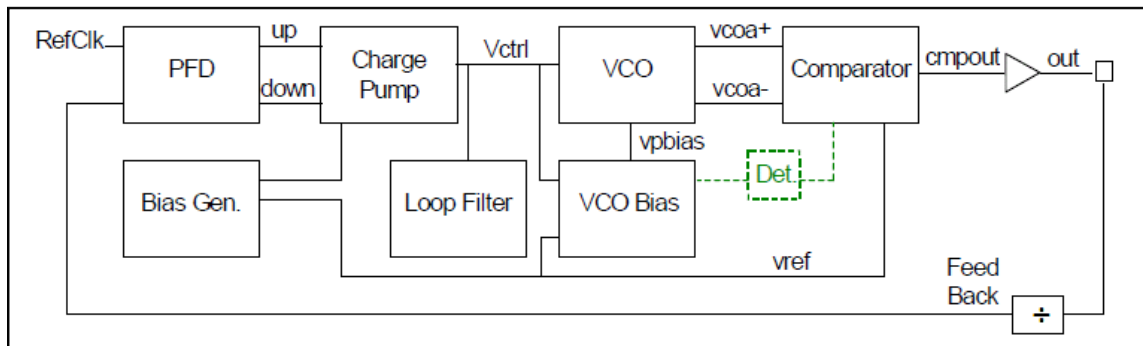 RefClk
PFD
up
down
Charge
Pump
Vctrl
VCO
vcoa+
vcoa-
Comparator
cmpout
out
vpbias
Bias Gen.
Loop Filter
VCO Bias
Det.
vref
Feed
Back
÷